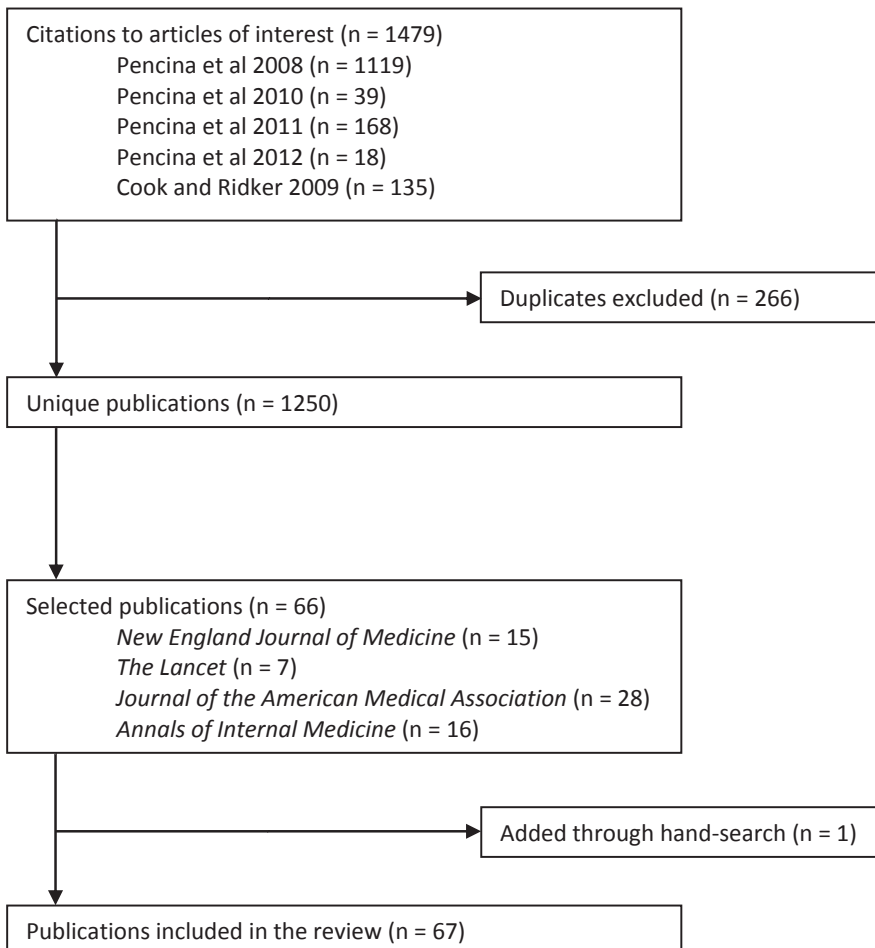 Citations to articles of interest (n = 1479)
Pencina et al 2008 (n = 1119)
Pencina et al 2010 (n = 39)
Pencina et al 2011 (n = 168)
Pencina et al 2012 (n = 18)
Cook and Ridker 2009 (n = 135)
Duplicates excluded (n = 266)
Unique publications (n = 1250)
Selected publications (n = 66)
New England Journal of Medicine (n = 15)
The Lancet (n = 7)
Journal of the American Medical Association (n = 28)
Annals of Internal Medicine (n = 16)
Added through hand-search (n = 1)
Publications included in the review (n = 67)